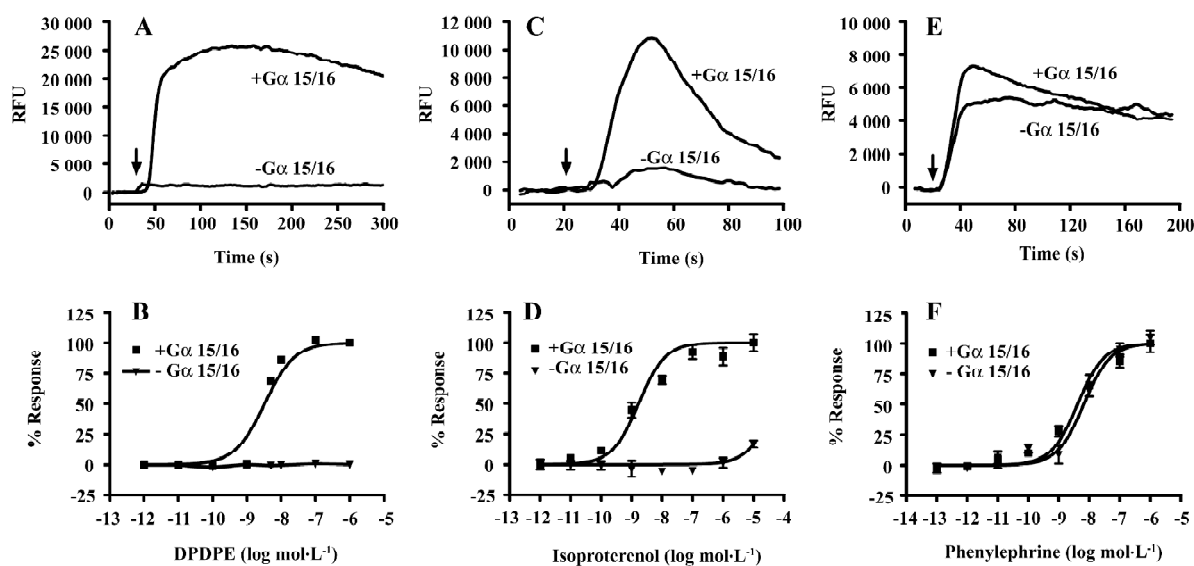 A
30 000
25 000
20 000
15 000
10 000
5 000
0
RFU
+Gα 15/16
-Gα 15/16
0 50 100 150 200 250 300
Time (s)
C
12 000
10 000
8 000
6 000
4 000
2 000
0
RFU
+Gα 15/16
-Gα 15/16
0 20 40 60 80 100
Time (s)
E
10 000
8 000
6 000
4 000
2 000
0
RFU
+Gα 15/16
-Gα 15/16
0 40 80 120 160 200
Time (s)
B
125
100
75
50
25
0
-25
% Response
+Gα 15/16
- Gα 15/16
-13 -12 -11 -10 -9 -8 -7 -6 -5
DPDPE (log mol·L-1)
D
125
100
75
50
25
0
-25
% Response
+Gα 15/16
-Gα 15/16
-13 -12 -11 -10 -9 -8 -7 -6 -5 -4
Isoproterenol (log mol·L-1)
F
125
100
75
50
25
0
-25
% Response
+Gα 15/16
- Gα 15/16
-14 -13 -12 -11 -10 -9 -8 -7 -6 -5
Phenylephrine (log mol·L-1)